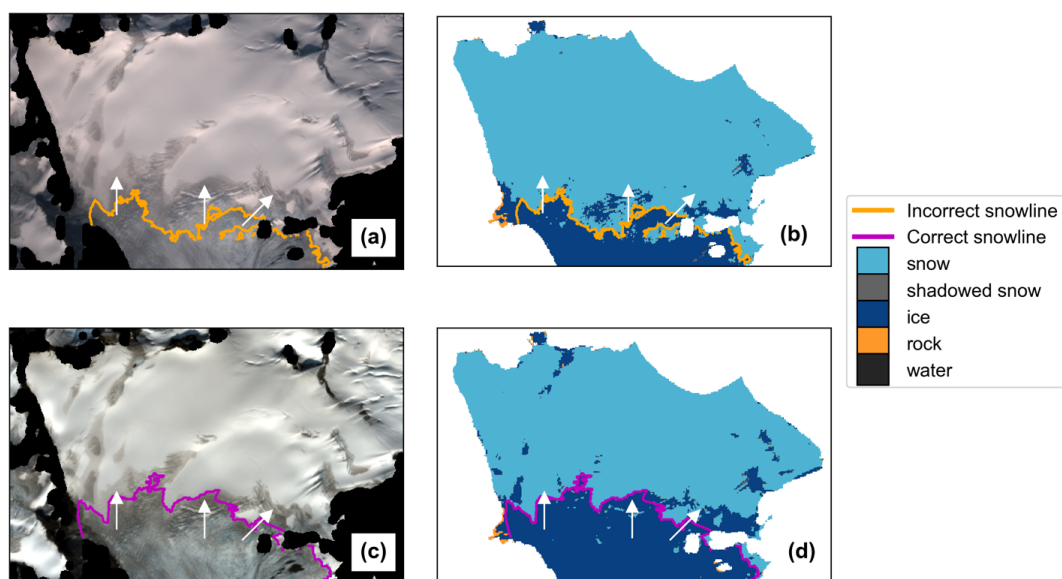 (a)
(b)
Incorrect snowline
Correct snowline
snow
shadowed snow
ice
rock
water
(c)
(d)